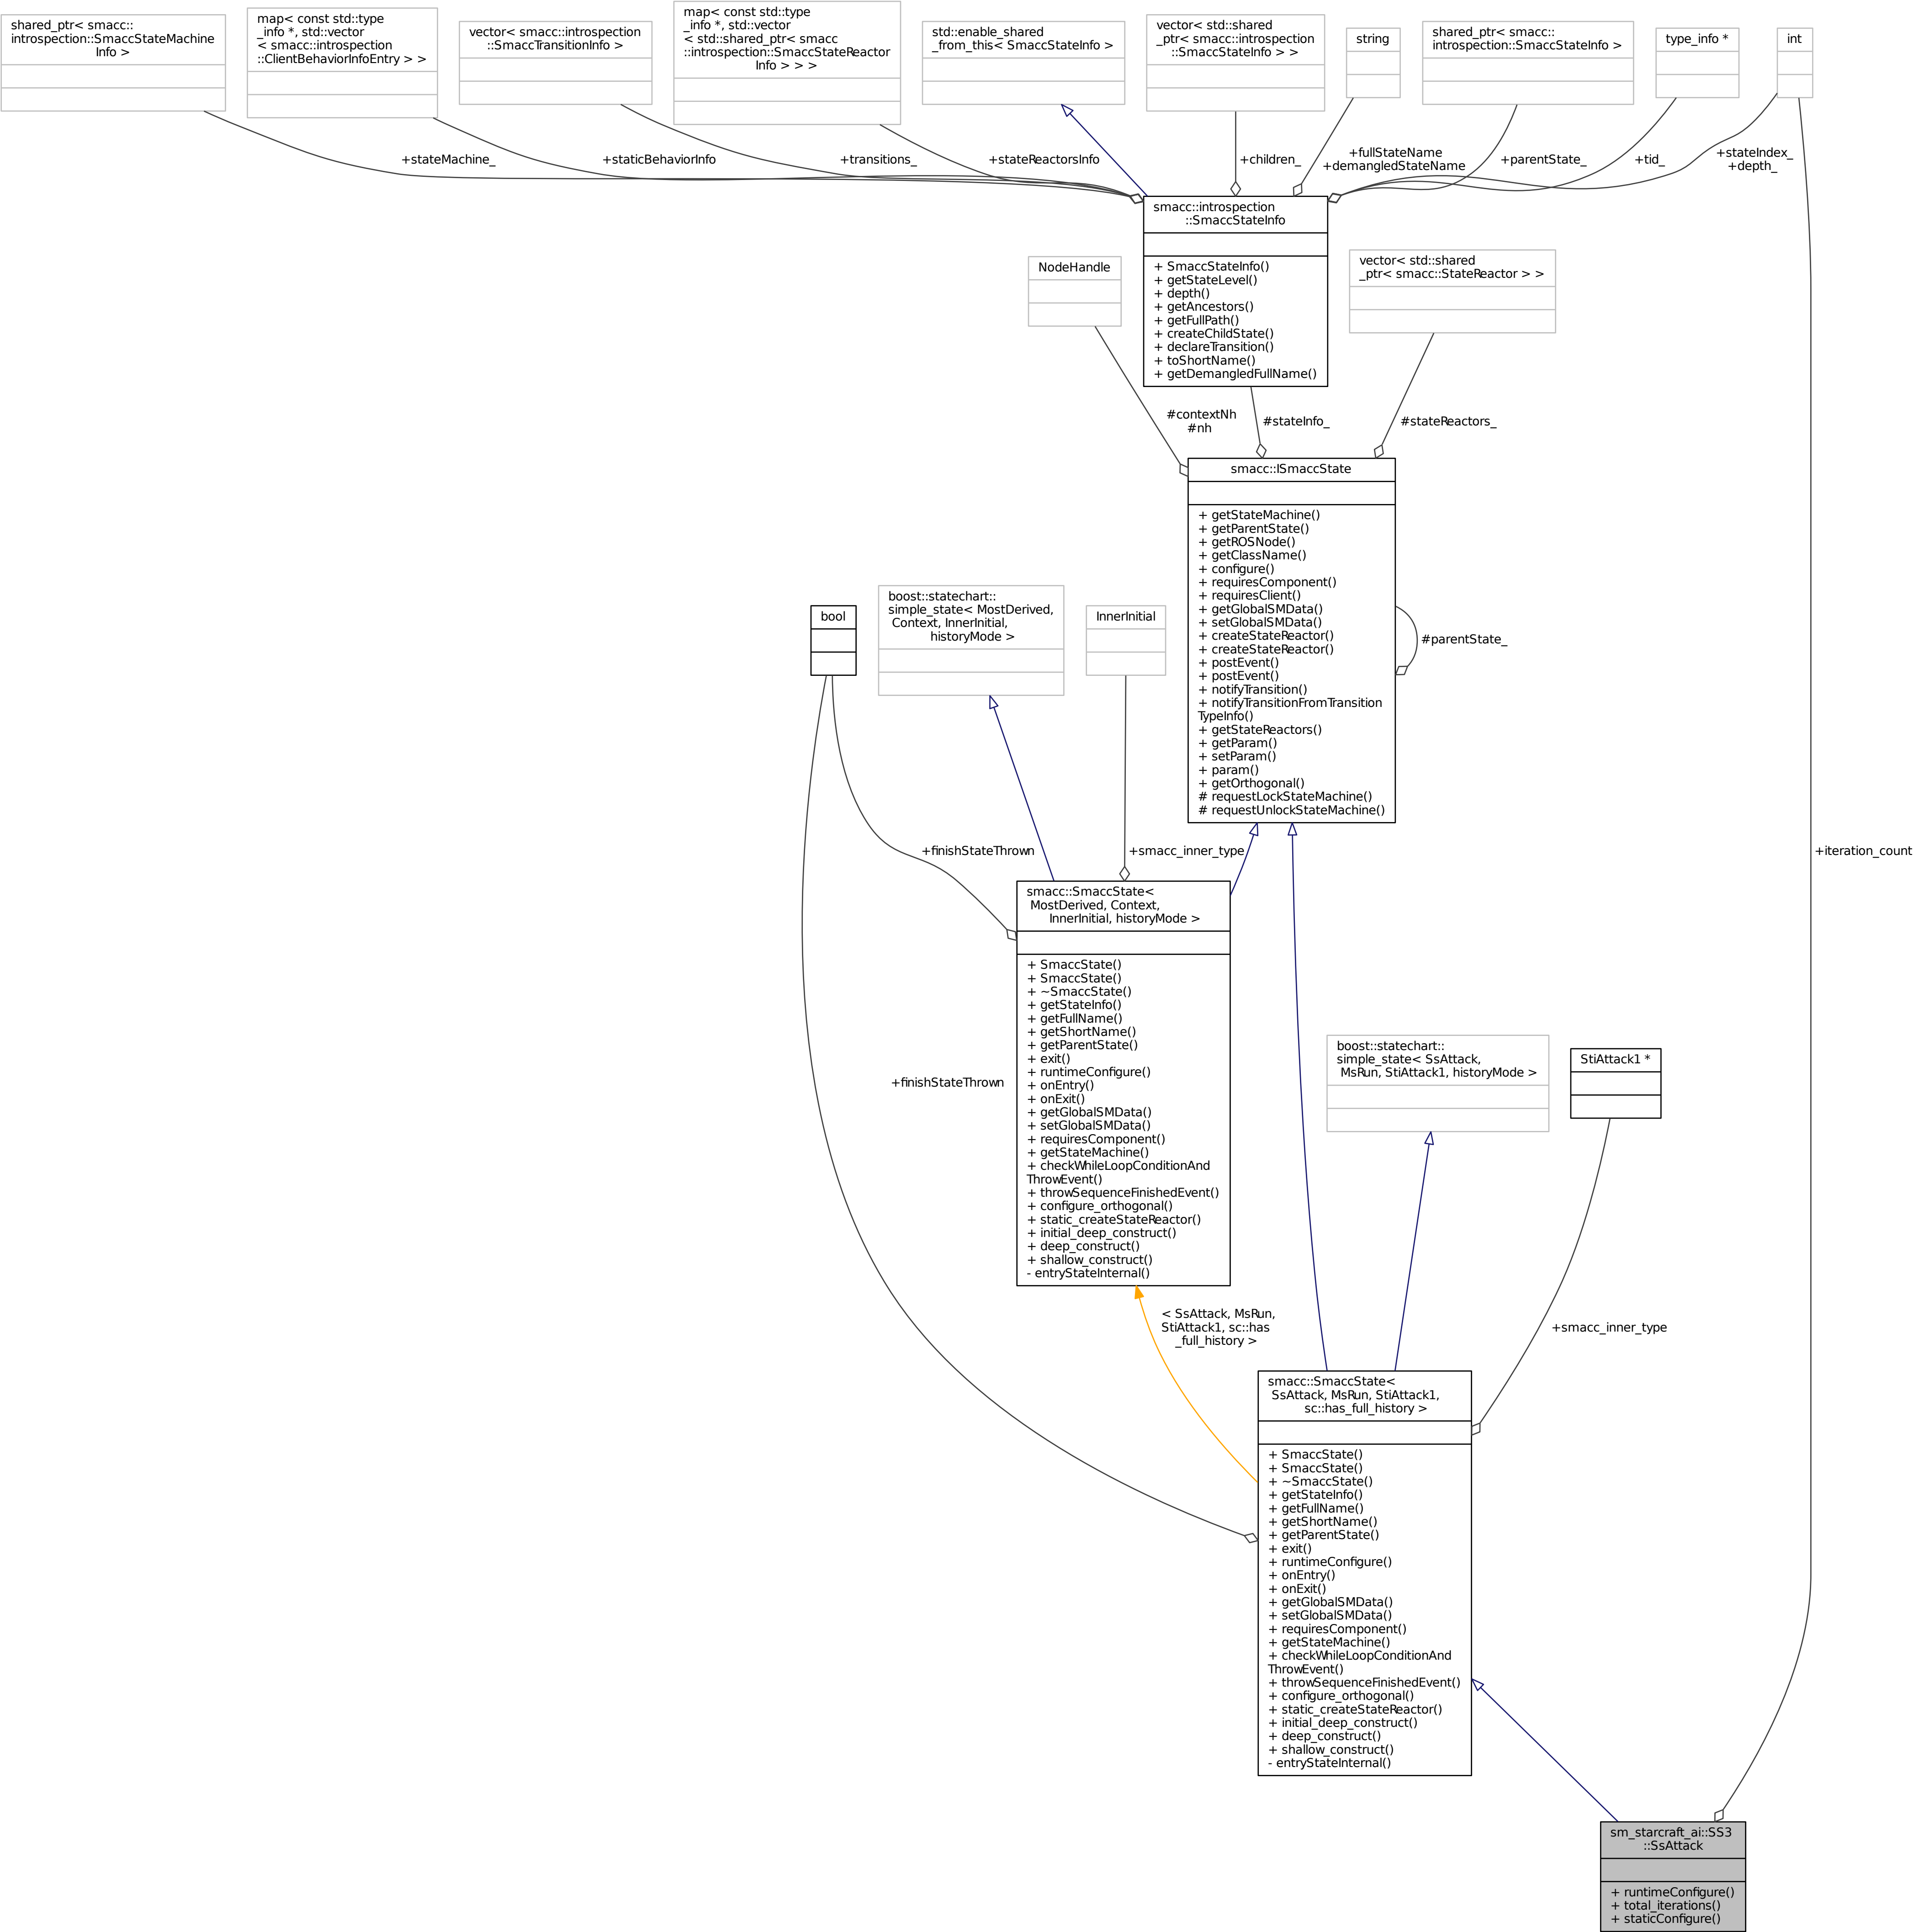 shared_ptr< smacc::
introspection::SmaccStateMachine
Info >
map< const std::type
_info *, std::vector
< smacc::introspection
::ClientBehaviorInfoEntry > >
vector< smacc::introspection
::SmaccTransitionInfo >
map< const std::type
_info *, std::vector
< std::shared_ptr< smacc
::introspection::SmaccStateReactor
Info > > >
std::enable_shared
_from_this< SmaccStateInfo >
vector< std::shared
_ptr< smacc::introspection
::SmaccStateInfo > >
string
shared_ptr< smacc::
introspection::SmaccStateInfo >
type_info *
int
+stateMachine_
+staticBehaviorInfo
+transitions_
+stateReactorsInfo
+children_
+fullStateName
+demangledStateName
+parentState_
+tid_
+stateIndex_
+depth_
smacc::introspection
::SmaccStateInfo
+ SmaccStateInfo()
+ getStateLevel()
+ depth()
+ getAncestors()
+ getFullPath()
+ createChildState()
+ declareTransition()
+ toShortName()
+ getDemangledFullName()
NodeHandle
vector< std::shared
_ptr< smacc::StateReactor > >
#contextNh
#nh
#stateInfo_
#stateReactors_
smacc::ISmaccState
+ getStateMachine()
+ getParentState()
+ getROSNode()
+ getClassName()
+ configure()
+ requiresComponent()
+ requiresClient()
+ getGlobalSMData()
+ setGlobalSMData()
+ createStateReactor()
+ createStateReactor()
+ postEvent()
+ postEvent()
+ notifyTransition()
+ notifyTransitionFromTransition
TypeInfo()
+ getStateReactors()
+ getParam()
+ setParam()
+ param()
+ getOrthogonal()
# requestLockStateMachine()
# requestUnlockStateMachine()
#parentState_
bool
boost::statechart::
simple_state< MostDerived,
Context, InnerInitial,
historyMode >
InnerInitial
+finishStateThrown
+smacc_inner_type
+iteration_count
smacc::SmaccState<
MostDerived, Context,
InnerInitial, historyMode >
+ SmaccState()
+ SmaccState()
+ ~SmaccState()
+ getStateInfo()
+ getFullName()
+ getShortName()
+ getParentState()
+ exit()
+ runtimeConfigure()
+ onEntry()
+ onExit()
+ getGlobalSMData()
+ setGlobalSMData()
+ requiresComponent()
+ getStateMachine()
+ checkWhileLoopConditionAnd
ThrowEvent()
+ throwSequenceFinishedEvent()
+ configure_orthogonal()
+ static_createStateReactor()
+ initial_deep_construct()
+ deep_construct()
+ shallow_construct()
- entryStateInternal()
+finishStateThrown
boost::statechart::
simple_state< SsAttack,
MsRun, StiAttack1, historyMode >
StiAttack1 *
< SsAttack, MsRun,
StiAttack1, sc::has
_full_history >
+smacc_inner_type
smacc::SmaccState<
SsAttack, MsRun, StiAttack1,
sc::has_full_history >
+ SmaccState()
+ SmaccState()
+ ~SmaccState()
+ getStateInfo()
+ getFullName()
+ getShortName()
+ getParentState()
+ exit()
+ runtimeConfigure()
+ onEntry()
+ onExit()
+ getGlobalSMData()
+ setGlobalSMData()
+ requiresComponent()
+ getStateMachine()
+ checkWhileLoopConditionAnd
ThrowEvent()
+ throwSequenceFinishedEvent()
+ configure_orthogonal()
+ static_createStateReactor()
+ initial_deep_construct()
+ deep_construct()
+ shallow_construct()
- entryStateInternal()
sm_starcraft_ai::SS3
::SsAttack
+ runtimeConfigure()
+ total_iterations()
+ staticConfigure()